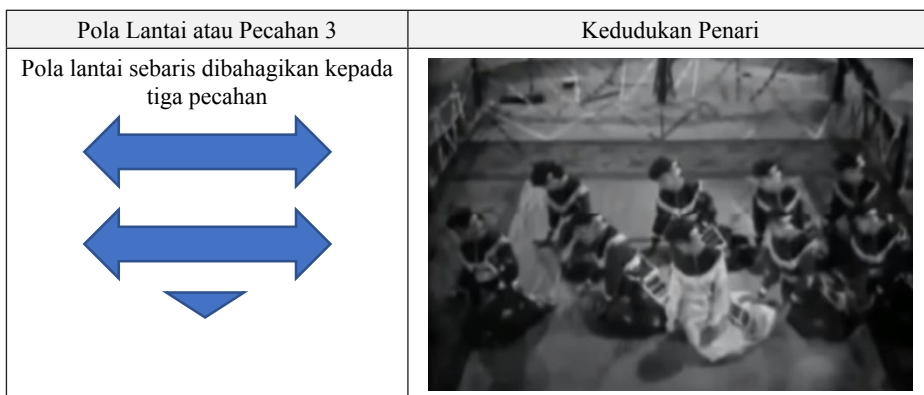 Pola Lantai atau Pecahan 3
Kedudukan Penari
Pola lantai sebaris dibahagikan kepada
tiga pecahan